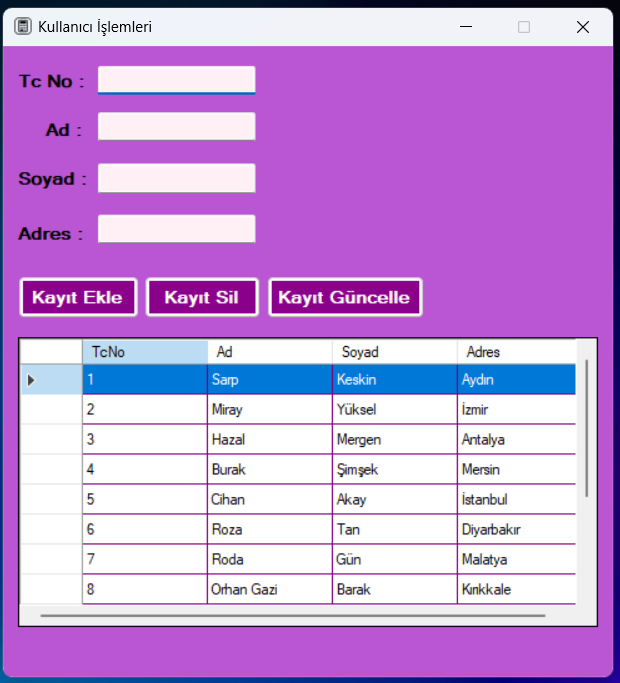 Kullanıcı İşlemleri
Tc No :
Ad :
Soyad :
Adres :
Kayıt Ekle Kayıt Sil Kayıt Güncelle
TcNo Ad Soyad Adres
1 Sarp Keskin Aydın
2 Miray Yüksel İzmir
3 Hazal Mergen Antalya
4 Burak Şimşek Mersin
5 Cihan Akay İstanbul
6 Roza Tan Diyarbakır
7 Roda Gün Malatya
8 Orhan Gazi Barak Kırıkkale